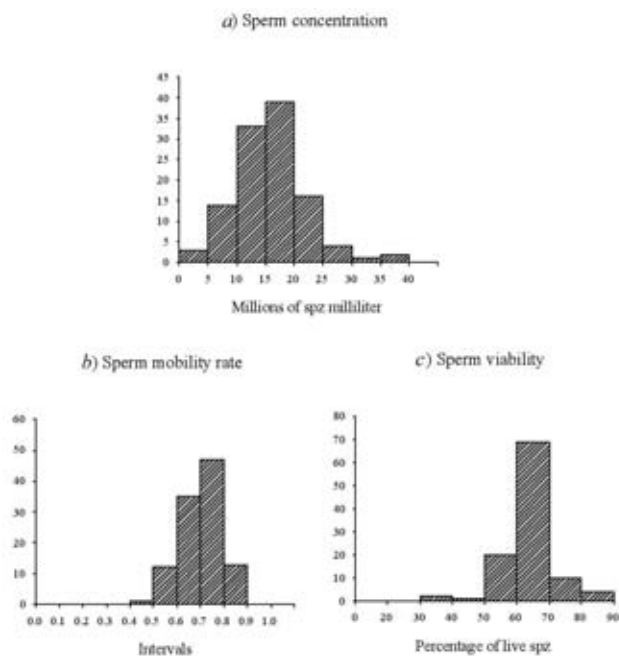 a) Sperm concentration
45
40
35
30
25
20
15
10
5
0
0 5 10 15 20 25 30 35 40
Millions of spz milliliter
b) Sperm mobility rate
60
50
40
30
20
10
0
0.0 0.1 0.2 0.3 0.4 0.5 0.6 0.7 0.8 0.9 1.0
Intervals
c) Sperm viability
80
70
60
50
40
30
20
10
0
10 20 30 40 50 60 70 80 90
Percentage of live spz